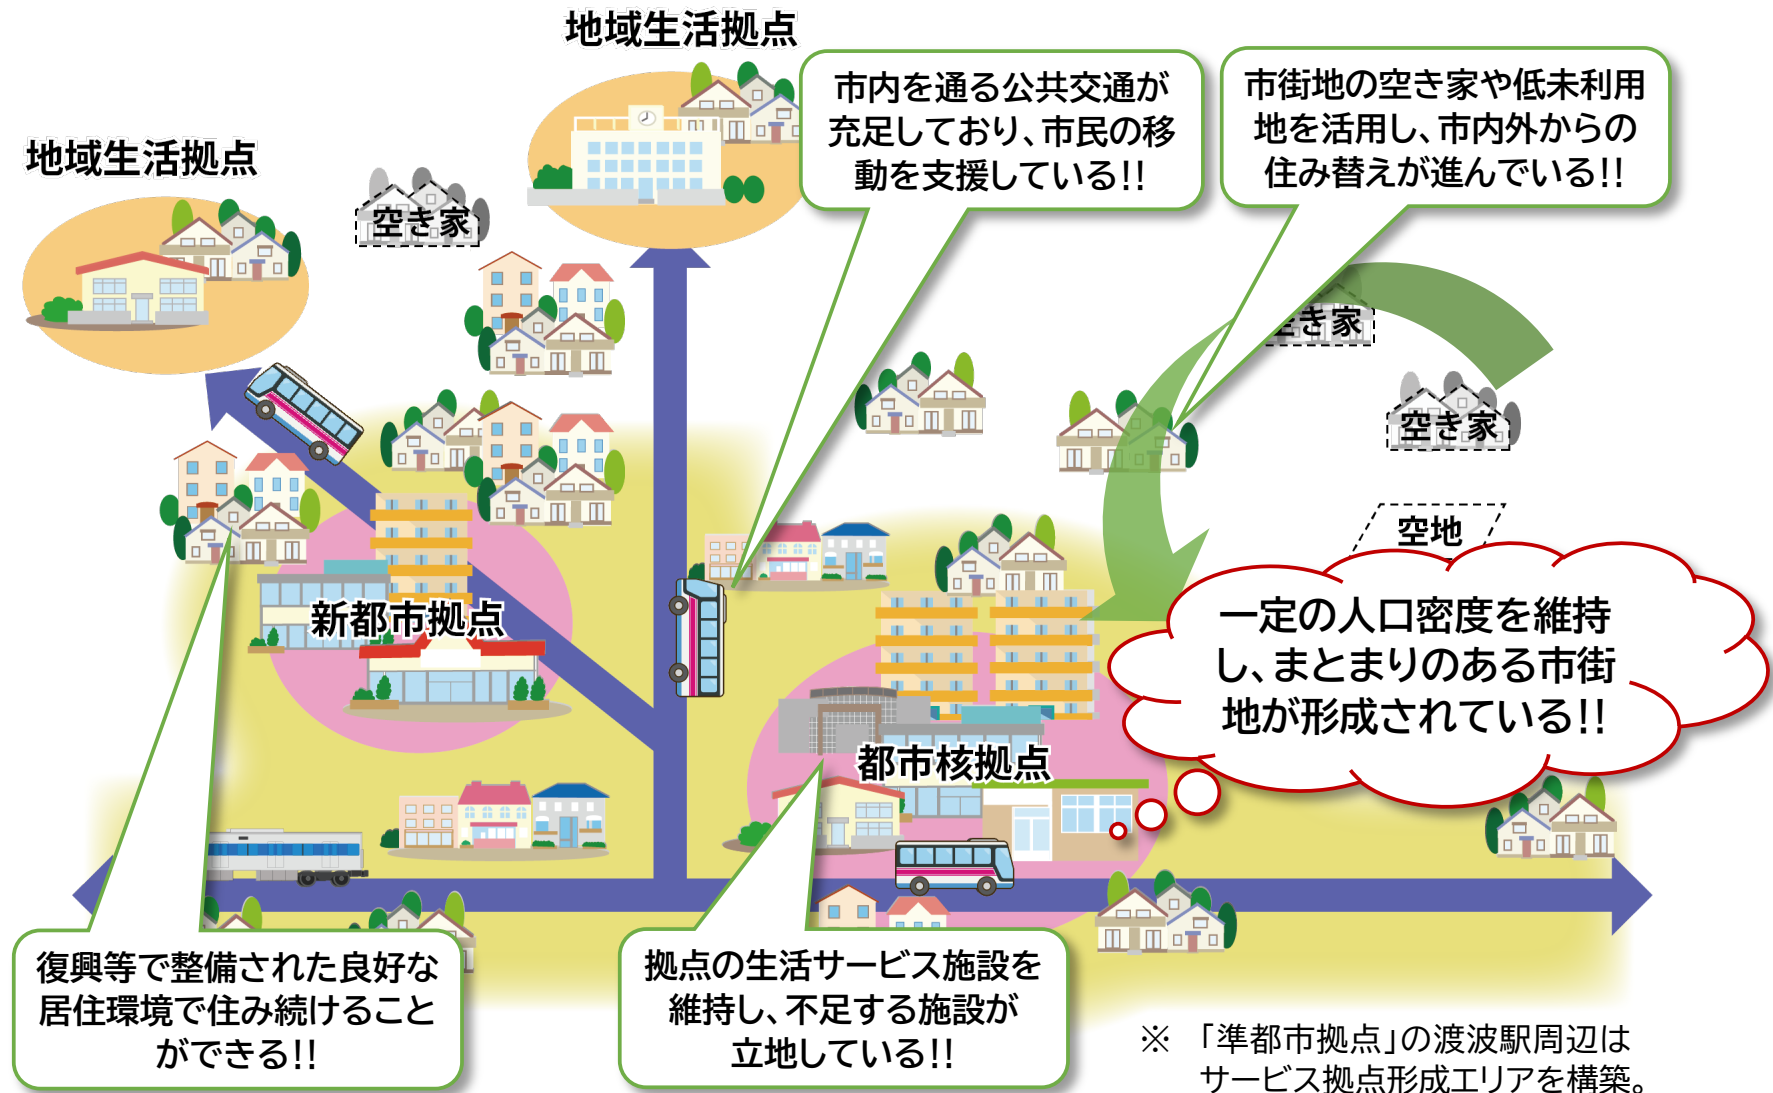 地域生活拠点
地域生活拠点
市内を通る公共交通が
充足しており、市民の移
動を支援している!!
市街地の空き家や低未利用
地を活用し、市内外からの
住み替えが進んでいる!!
空き家
空き家
空き家
空地
一定の人口密度を維持
し、まとまりのある市街
地が形成されている!!
新都市拠点
都市核拠点
復興等で整備された良好な
居住環境で住み続けること
ができる!!
拠点の生活サービス施設を
維持し、不足する施設が
立地している!!
※ 「準都市拠点」の渡波駅周辺は
サービス拠点形成エリアを構築。